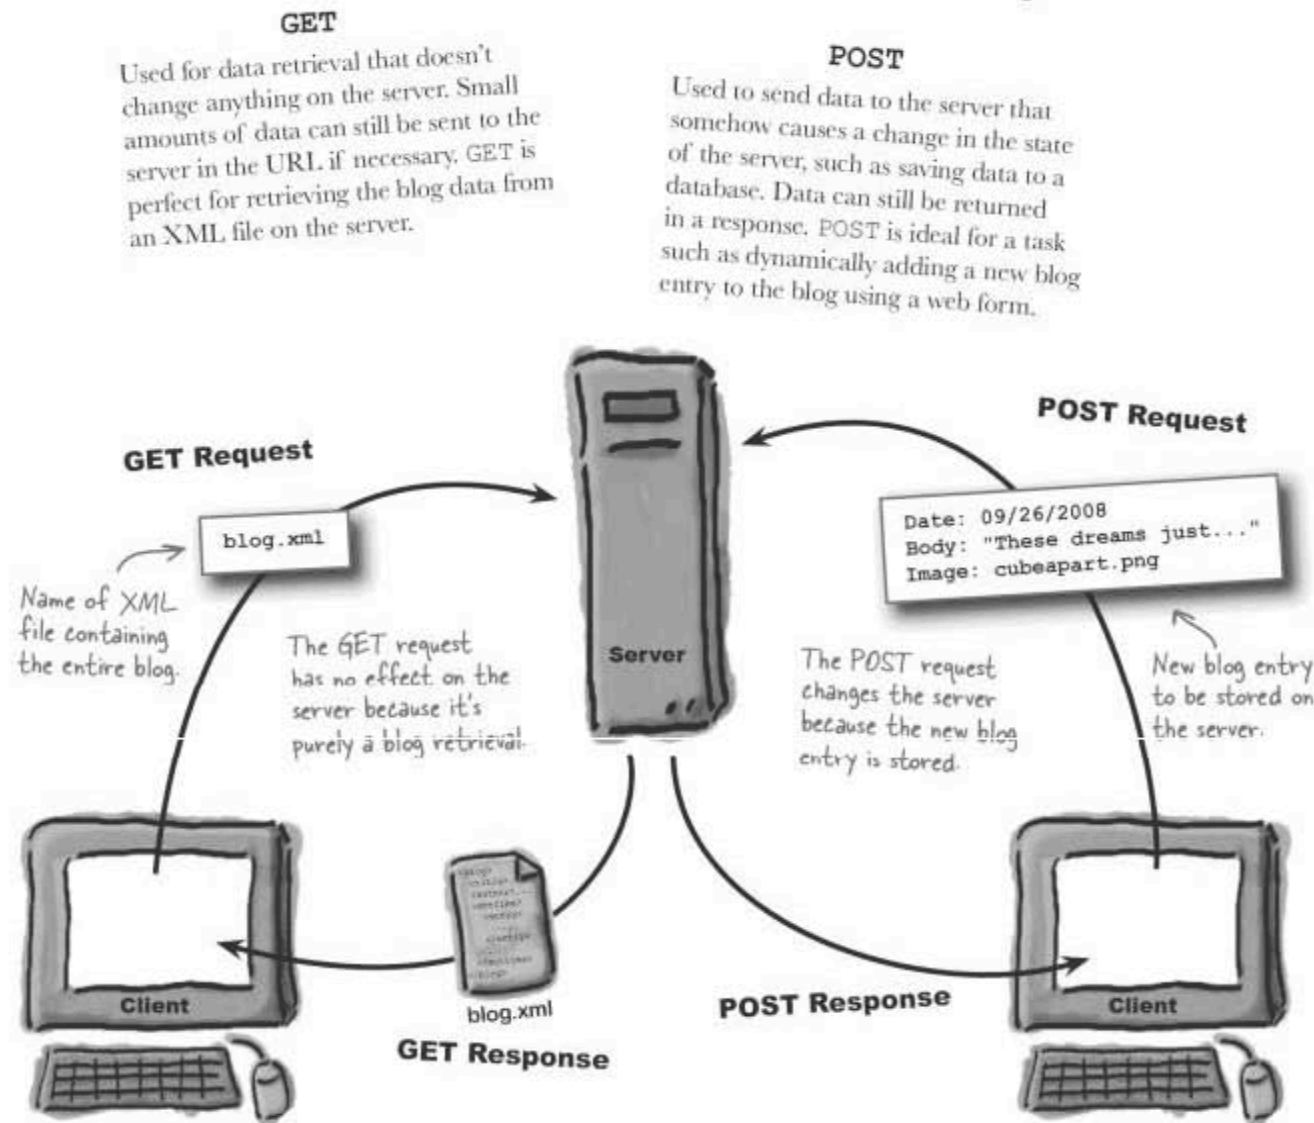 GET
Used for data retrieval that doesn't
change anything on the server. Small
amounts of data can still be sent to the
server in the URL if necessary. GET is
perfect for retrieving the blog data from
an XML file on the server.
POST
Used to send data to the server that
somehow causes a change in the state
of the server, such as saving data to a
database. Data can still be returned
in a response. POST is ideal for a task
such as dynamically adding a new blog
entry to the blog using a web form.
GET Request
blog.xml
Name of XML
file containing
the entire blog.
The GET request
has no effect on the
server because it's
purely a blog retrieval.
Server
POST Request
Date: 09/26/2008
Body: "These dreams just..."
Image: cubeapart.png
The POST request
changes the server
because the new blog
entry is stored.
New blog entry
to be stored on
the server.
Client
blog.xml
GET Response
POST Response
Client